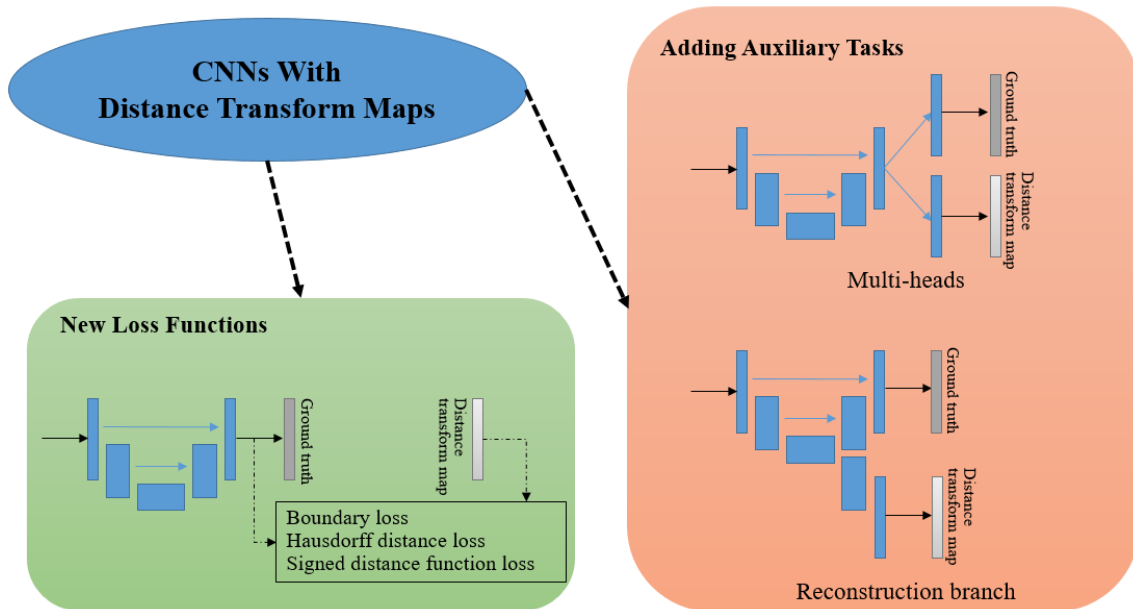 CNNs With
Distance Transform Maps
New Loss Functions
Ground truth
Distance
transform map
Boundary loss
Hausdorff distance loss
Signed distance function loss
Adding Auxiliary Tasks
Ground truth
Distance
transform map
Multi-heads
Ground truth
Distance
transform map
Reconstruction branch